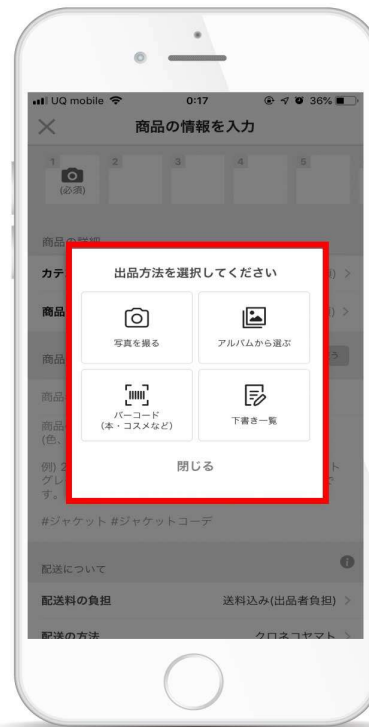 UQ mobile 0:17 36%
商品の情報を入力
1 2 3 4 5
(必須)
商品の詳細
カテ
商品
出品方法を選択してください
写真を撮る アルバムから選ぶ
バーコード
(本・コスメなど)
下書き一覧
閉じる
商品
商品
商品
(色、
例) 2
グレ
す。
ト
で
#ジャケット #ジャケットコーデ
配送について
配送料の負担 送料込み(出品者負担)
配送の方法 クロネコヤマト